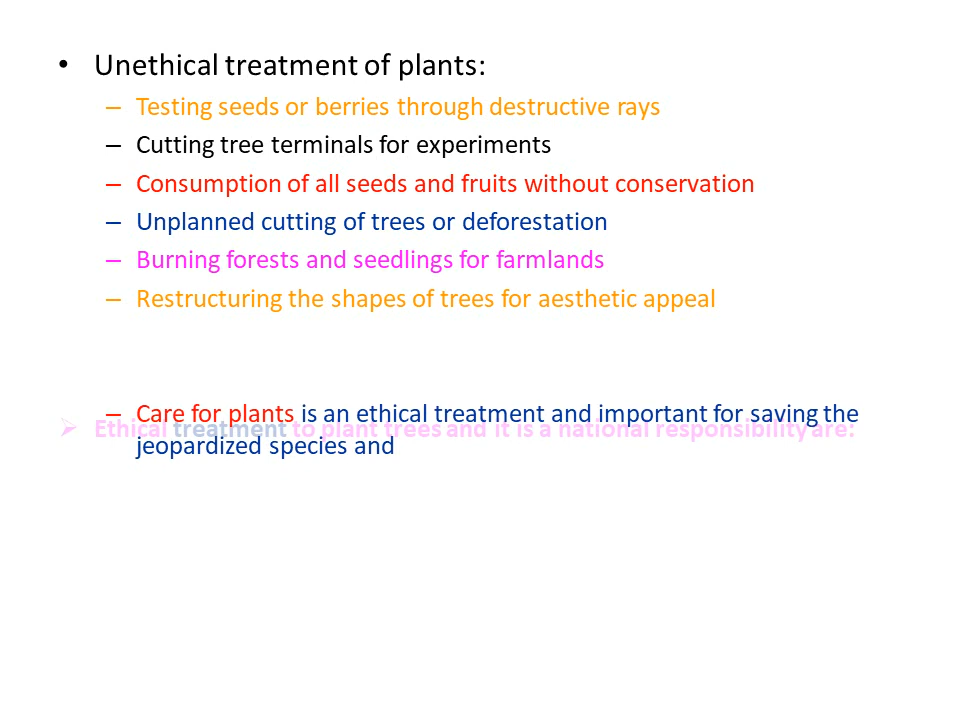 • Unethical treatment of plants:
– Testing seeds or berries through destructive rays
– Cutting tree terminals for experiments
– Consumption of all seeds and fruits without conservation
– Unplanned cutting of trees or deforestation
– Burning forests and seedlings for farmlands
– Restructuring the shapes of trees for aesthetic appeal
– Care for plants is an ethical treatment and important for saving the
➢ Ethical treatment to plant trees and it is a national responsibility are:
jeopardized species and